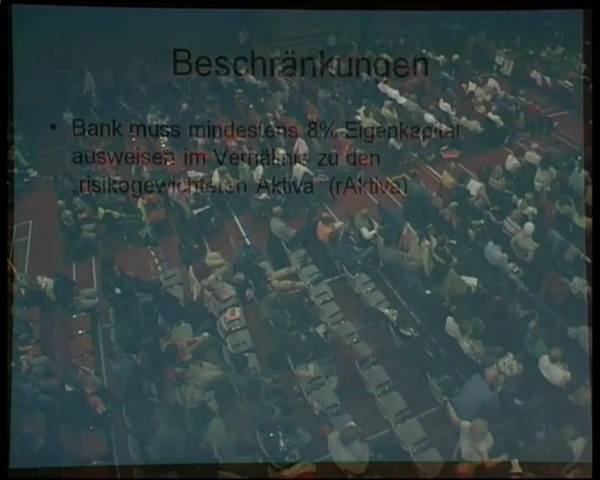 Beschränkungen
• Bank muss mindestens 8% Eigenkapital
ausweisen im Verhältnis zu den
„risikogewichteten Aktiva“ (rAktiva)